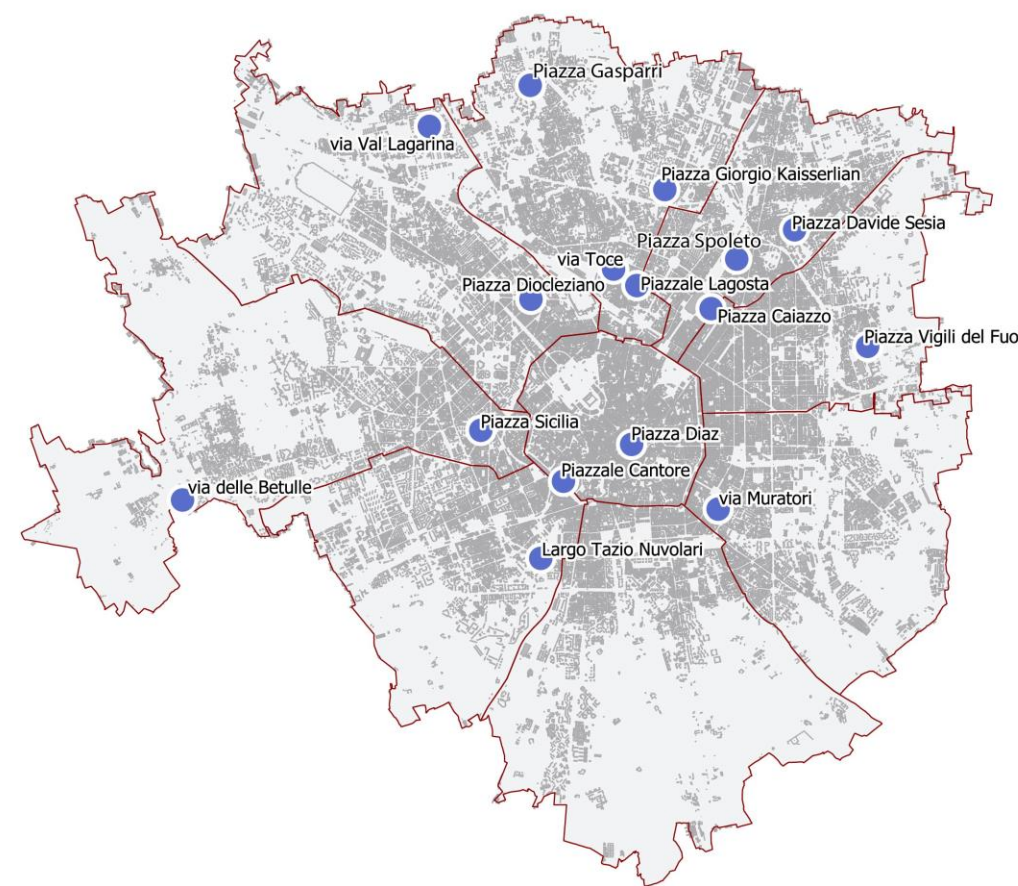 Piazza Gasparri
via Val Lagarina
Piazza Giorgio Kaisserlian
Piazza Davide Sesia
Piazza Spoleto
via Toce
Piazzale Lagosta
Piazza Diocleziano
Piazza Caiazzo
Piazza Vigili del Fuo
Piazza Sicilia
Piazza Diaz
Piazzale Cantore
via delle Betulle
via Muratori
Largo Tazio Nuvolari